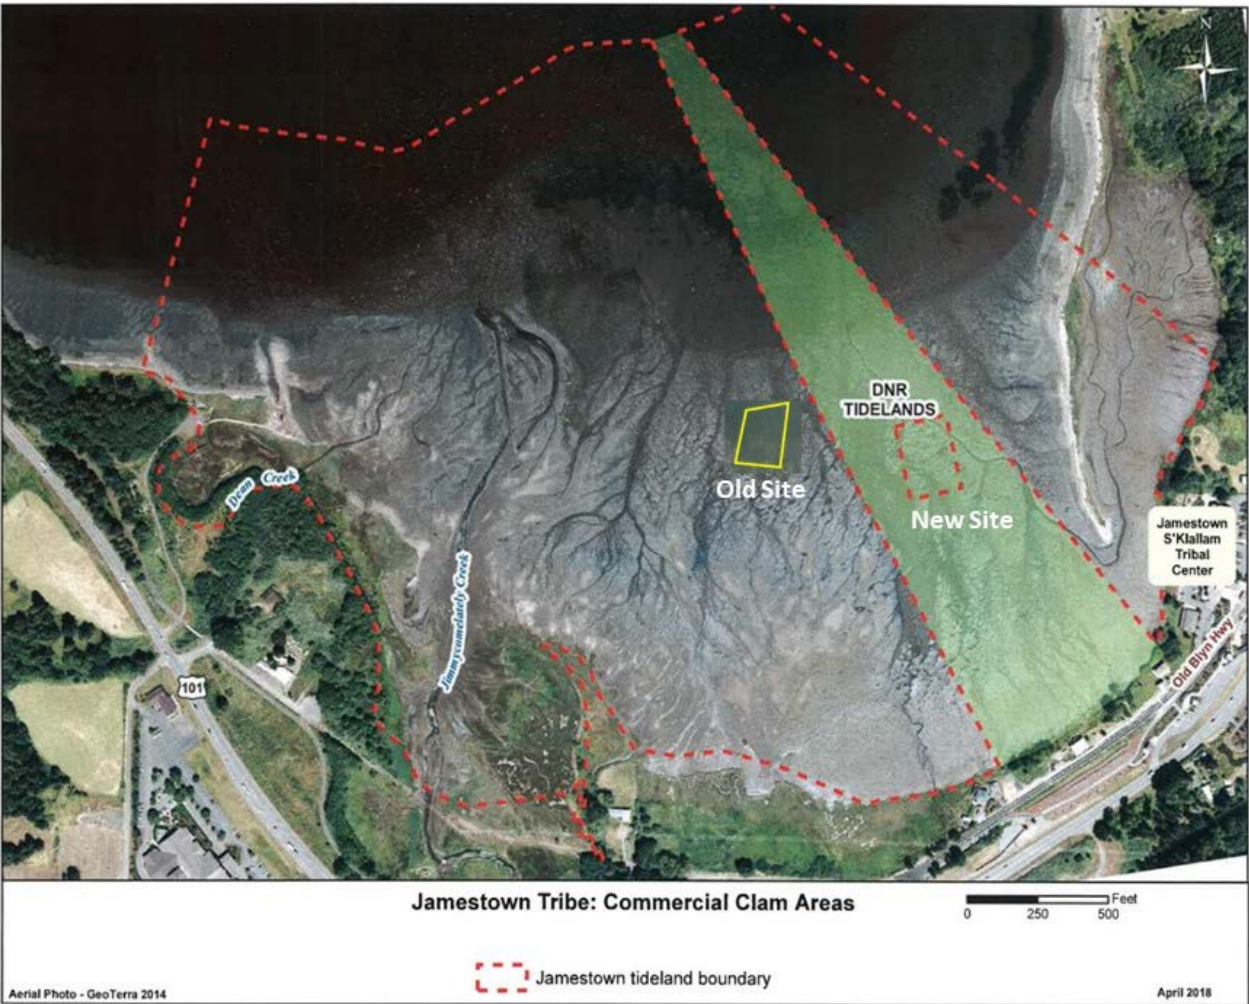 N
DNR
TIDELANDS
Old Site
New Site
Dean Creek
Jimmycomelately Creek
Jamestown
S'Klallam
Tribal
Center
Old Blyn Hwy
101
Jamestown Tribe: Commercial Clam Areas
Feet
0 250 500
Jamestown tideland boundary
Aerial Photo - GeoTerra 2014
April 2018